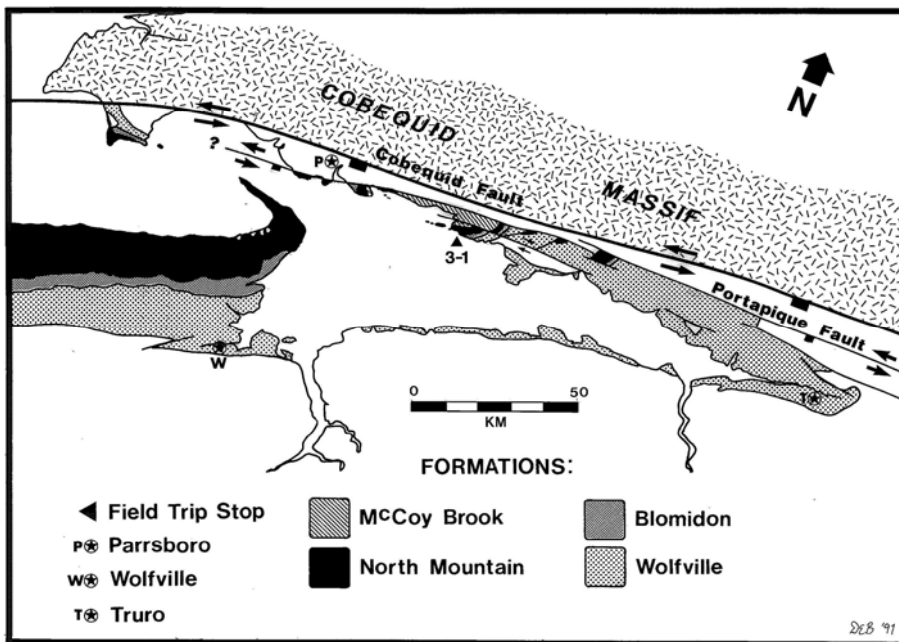 COBEQUID
MASSIF
N
?
P
Cobequid Fault
3-1
Portapique Fault
W
T
0 50
KM
FORMATIONS:
Field Trip Stop
P Parrsboro
W Wolfville
T Truro
McCoy Brook
North Mountain
Blomidon
Wolfville
DEB '91